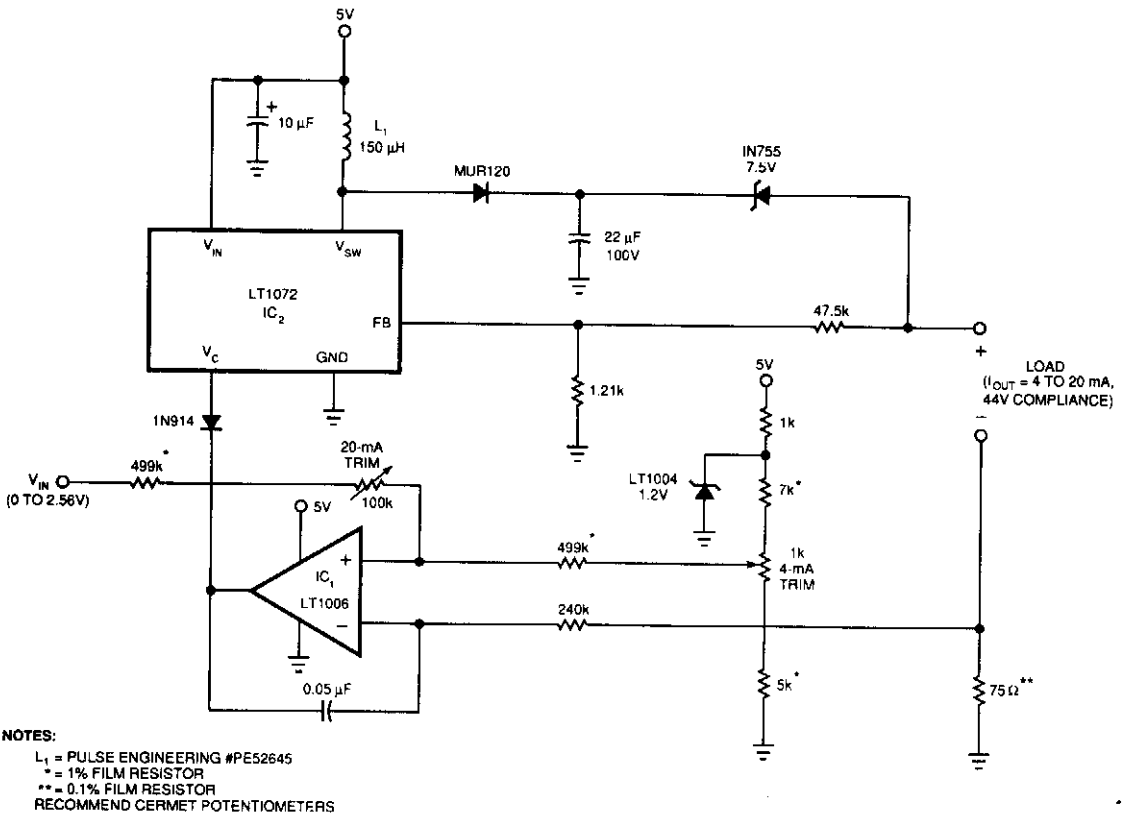 5V
+
10 µF
L1
150 µH
MUR120
IN755
7.5V
VIN
VSW
22 µF
100V
LT1072
IC2
FB
47.5k
VC
GND
+
LOAD
(IOUT = 4 TO 20 mA,
44V COMPLIANCE)
–
1.21k
5V
1k
1N914
20-mA
TRIM
499k*
100k
VIN
(0 TO 2.56V)
LT1004
1.2V
7k*
5V
499k*
1k
4-mA
TRIM
+
IC1
LT1006
–
240k
0.05 µF
5k*
75 Ω**
NOTES:
L1 = PULSE ENGINEERING #PE52645
* = 1% FILM RESISTOR
** = 0.1% FILM RESISTOR
RECOMMEND CERMET POTENTIOMETERS